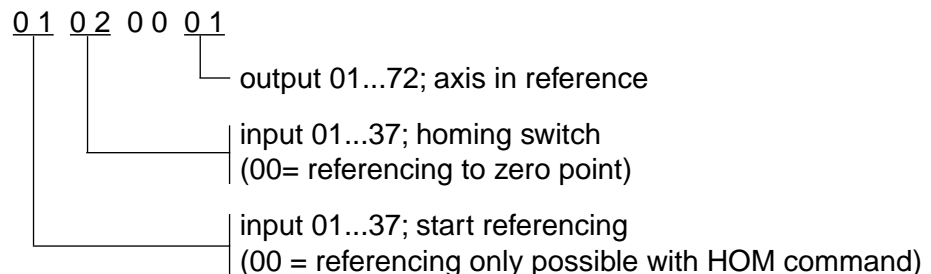 0 1 0 2 0 0 0 1
output 01...72; axis in reference
input 01...37; homing switch
(00= referencing to zero point)
input 01...37; start referencing
(00 = referencing only possible with HOM command)